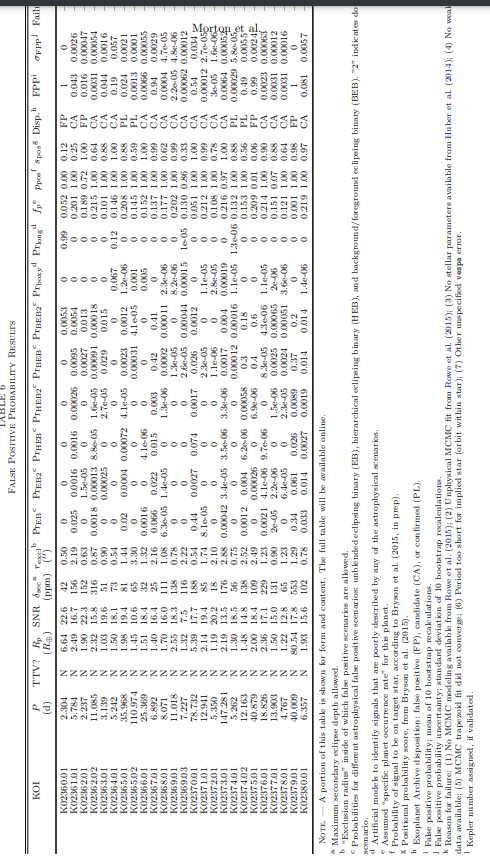 TABLE 6
False Positive Probability Results
KOI P TTV? Rp SNR δsec^a rexcl^b PrEB^c PrEB2^c PrHEB^c PrHEB2^c PrBEB^c PrBEB2^c Prboxy^d Prlong^d fp^e ppos^f spos^g Disp.^h FPP^i σFPP^j
(d) (R⊕) (ppm) (″)
K02360.01 2.304 N 6.64 22.6 42 0.50 0 0 0 0 0 0.0053 0 0.99 0.052 0.00 0.12 FP 1 0
K02361.01 5.784 N 2.49 16.7 156 2.19 0.025 0.0016 0.0016 0.00026 0.0095 0.0054 0 0 0.201 1.00 0.25 CA 0.043 0.0026
K02362.01 2.237 N 1.90 22.3 152 0.63 0 1.5e-05 0 0 0.0027 0.013 0 0 0.189 0.72 1.00 FP 0.016 0.00047
K02362.02 11.085 N 2.32 15.8 316 0.87 0.0018 0.00013 8.8e-05 1.6e-05 0.00091 0.00018 0 0 0.215 1.00 0.64 CA 0.0031 0.00054
K02363.01 3.139 N 1.03 19.6 51 0.90 0 0.00025 0 2.7e-05 0.029 0.015 0 0 0.101 1.00 0.88 CA 0.044 0.0016
K02364.01 5.242 N 1.50 18.1 73 0.54 0 0 0 0 0 0 0.067 0.12 0.146 1.00 1.00 CA 0.19 0.057
K02365.01 35.968 N 1.98 19.4 81 1.44 0.02 0.0004 0.00072 4.1e-05 0.0023 0.0012 1.2e-06 0 0.208 1.00 0.88 PL 0.024 0.0021
K02365.02 110.974 N 1.45 10.6 65 3.30 0 0 0 0 0.00031 4.1e-05 0.001 0 0.145 1.00 0.59 PL 0.0013 0.0001
K02366.01 25.369 N 1.51 18.4 32 1.32 0.0016 0 4.1e-06 0 0 0 0.005 0 0.152 1.00 1.00 CA 0.0066 0.00055
K02367.01 6.892 N 1.40 16.4 25 2.16 0.066 0.022 0.015 0.003 0.42 0.41 0 0 0.137 1.00 0.99 CA 0.94 0.0029
K02368.01 8.071 N 1.70 16.0 111 1.08 6.3e-05 1.4e-05 0 1.3e-06 0.0002 0.00011 2.3e-06 0 0.177 1.00 0.62 CA 0.0004 4.7e-05
K02369.01 11.018 N 2.55 18.3 138 0.78 0 0 0 0 1.3e-05 0 8.2e-06 0 0.202 1.00 0.99 CA 2.2e-05 4.8e-06
K02369.03 7.227 N 1.32 7.5 116 2.22 0 0 0 0 2.6e-05 0.00044 0.00015 1e-05 0.130 0.86 0.33 CA 0.00062 0.00012
K02370.01 78.732 N 5.39 17.7 188 0.54 0.44 0.0027 0.074 0.0017 0.026 0.0012 0 0 0.051 1.00 1.00 CA 0.54 0.034
K02371.01 12.941 N 2.14 19.4 85 1.74 8.1e-05 0 0 0 2.3e-05 0 1.1e-05 0 0.212 1.00 0.99 CA 0.00012 2.7e-05
K02372.01 5.350 N 1.19 20.2 18 2.10 0 0 0 0 1.1e-06 0 2.8e-05 0 0.108 1.00 0.78 CA 3e-05 1.6e-06
K02373.01 147.281 N 2.19 13.5 176 2.88 0.00042 3.4e-05 3.5e-06 3.3e-06 0.0017 0.004 0.00019 0 0.216 0.97 1.00 CA 0.0064 0.00052
K02374.01 5.262 N 1.30 18.5 56 0.75 0 0 0 0 0.00012 0.00016 1.1e-05 1.3e-06 0.132 1.00 0.88 PL 0.00029 5.8e-05
K02374.02 12.163 N 1.48 14.8 138 2.52 0.0012 0.004 6.2e-06 0.00058 0.3 0.18 0 0 0.153 1.00 0.56 PL 0.49 0.0055
K02375.01 40.879 N 2.00 18.4 109 2.49 0 0.00026 0 6.9e-06 0.4 0.6 0 0 0.209 0.01 0.06 FP 0.99 0.0024
K02376.01 18.826 N 2.36 17.1 229 1.23 0.0021 4.1e-06 9.7e-06 0 8.3e-05 4.3e-06 1.1e-05 0 0.214 1.00 0.90 CA 0.0023 0.00063
K02377.01 13.903 N 1.50 15.0 131 0.90 2e-05 2.2e-06 0 1.5e-06 0.0025 0.00065 2e-06 0 0.151 0.07 0.88 CA 0.0031 0.00012
K02378.01 4.767 N 1.22 12.8 65 1.23 0 6.4e-05 0 2.3e-05 0.0024 0.00051 3.6e-06 0 0.121 1.00 0.64 CA 0.0031 0.00016
K02379.01 40.009 N 80.54 17.8 553 1.29 0.34 0.061 0.026 0.0089 0.37 0.2 0 0 0.001 1.00 0.98 FP 1 0
K02380.01 6.357 N 1.93 15.6 102 0.78 0.033 0.014 0.0027 0.0019 0.014 0.014 1.4e-06 0 0.219 1.00 0.97 CA 0.081 0.0057
Morton et al.
Note. — A portion of this table is shown for form and content. The full table will be available online.
a Maximum secondary eclipse depth allowed.
b "Exclusion radius" inside of which false positive scenarios are allowed.
c Probabilities for different astrophysical false positive scenarios: unblended eclipsing binary (EB), hierarchical eclipsing binary (HEB), and background/foreground eclipsing binary (BEB). "2" indicates
scenario.
d Artificial models to identify signals that are poorly described by any of the astrophysical scenarios.
e Assumed "specific planet occurrence rate" for this planet.
f Probability of signal to be on target star, according to Bryson et al. (2015, in prep).
g Positional probability score, from Bryson et al. (2015).
h Exoplanet Archive disposition: false positive (FP), candidate (CA), or confirmed (PL).
i False positive probability; mean of 10 bootstrap recalculations.
j False positive probability uncertainty; standard deviation of 10 bootstrap recalculations.
k Reason for failure: (1) No MCMC modeling available from Rowe et al. (2015); (2) Unphysical MCMC fit from Rowe et al. (2015); (3) No stellar parameters available from Huber et al. (2014); (4) No
data available; (5) MCMC trapezoid fit did not converge; (6) Period too short for implied star (orbit within star); (7) Other unspecified vespa error.
l Kepler number assigned, if validated.